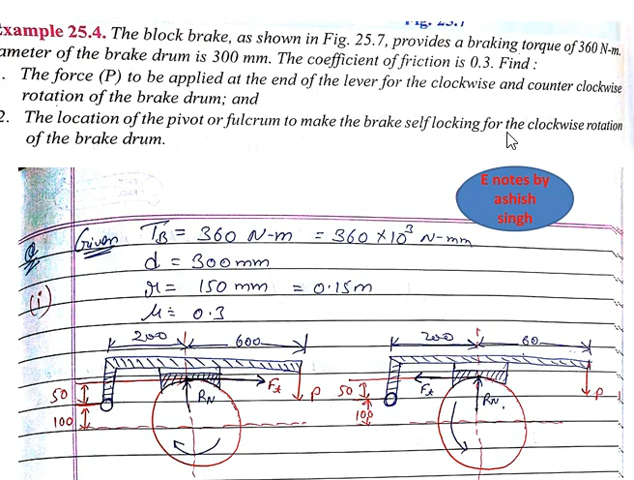 Example 25.4. The block brake, as shown in Fig. 25.7, provides a braking torque of 360 N-m.
ameter of the brake drum is 300 mm. The coefficient of friction is 0.3. Find :
. The force (P) to be applied at the end of the lever for the clockwise and counter clockwise
rotation of the brake drum; and
2. The location of the pivot or fulcrum to make the brake self locking for the clockwise rotation
of the brake drum.
E notes by
ashish
singh
Given TB = 360 N-m = 360 × 10³ N-mm
d = 300 mm
r = 150 mm = 0.15m
(i)
μ = 0.3
200 600
200 60
50 RN Ft P
50 Ft RN. P
100
100